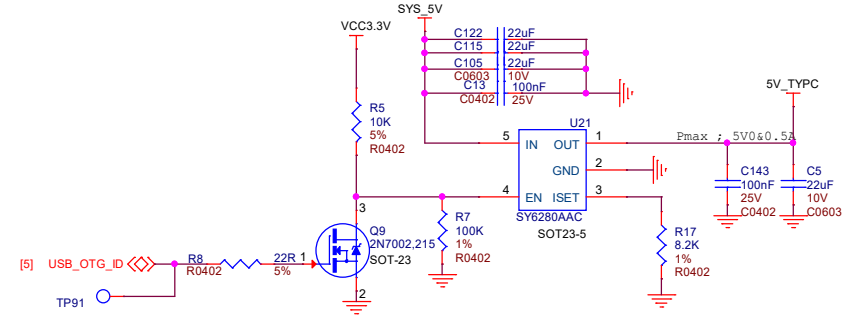 SYS_5V
VCC3.3V
C122 22uF
C115 22uF
C105 22uF
C0603 10V
C13 100nF
C0402 25V
5V_TYPC
R5
10K
5%
R0402
U21
5 IN OUT 1
Pmax ; 5V0&0.5A
GND 2
4 EN ISET 3
SY6280AAC
SOT23-5
C143
100nF
25V
C0402
C5
22uF
10V
C0603
3
Q9
2N7002,215
SOT-23
R7
100K
1%
R0402
R17
8.2K
1%
R0402
[5] USB_OTG_ID
R8 22R 1
R0402 5%
2
TP91